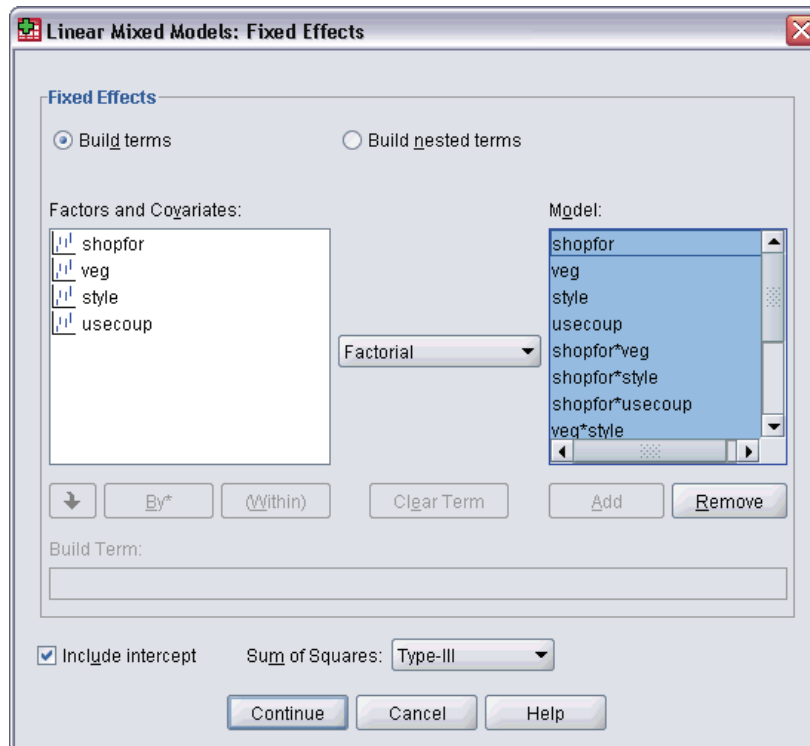 Linear Mixed Models: Fixed Effects
Fixed Effects
Build terms
Build nested terms
Factors and Covariates:
shopfor
veg
style
usecoup
Factorial
Model:
shopfor
veg
style
usecoup
shopfor*veg
shopfor*style
shopfor*usecoup
veg*style
By*
(Within)
Clear Term
Add
Remove
Build Term:
Include intercept
Sum of Squares:
Type-III
Continue
Cancel
Help